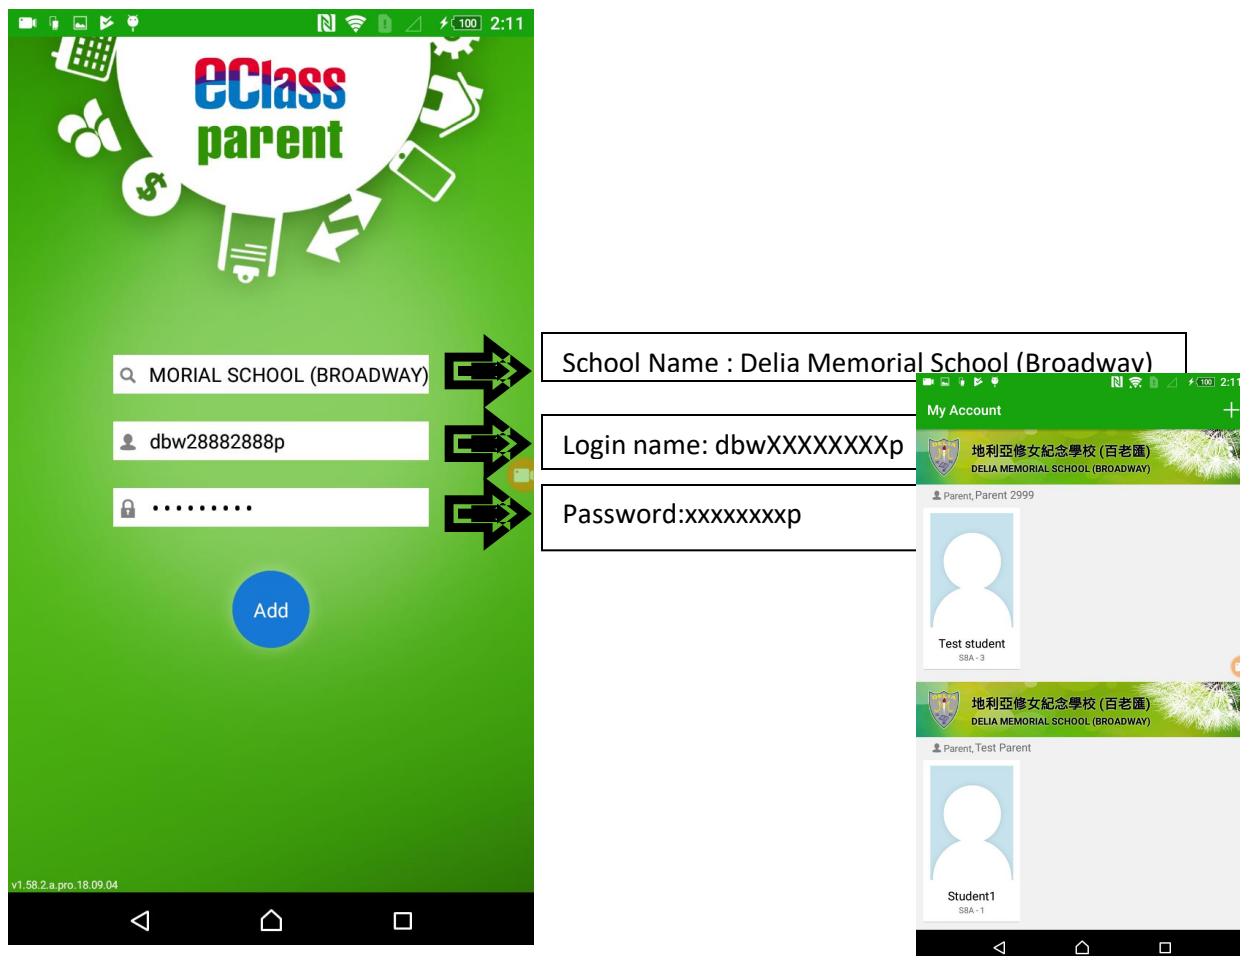 100 2:11
eClass
parent
MORIAL SCHOOL (BROADWAY)
dbw28882888p
•••••••••
Add
v1.58.2.a.pro.18.09.04
School Name : Delia Memorial School (Broadway)
Login name: dbwXXXXXXXXp
Password:xxxxxxxxp
100 2:11
My Account
地利亞修女紀念學校 (百老匯)
DELIA MEMORIAL SCHOOL (BROADWAY)
Parent, Parent 2999
Test student
S8A - 3
地利亞修女紀念學校 (百老匯)
DELIA MEMORIAL SCHOOL (BROADWAY)
Parent, Test Parent
Student1
S8A - 1